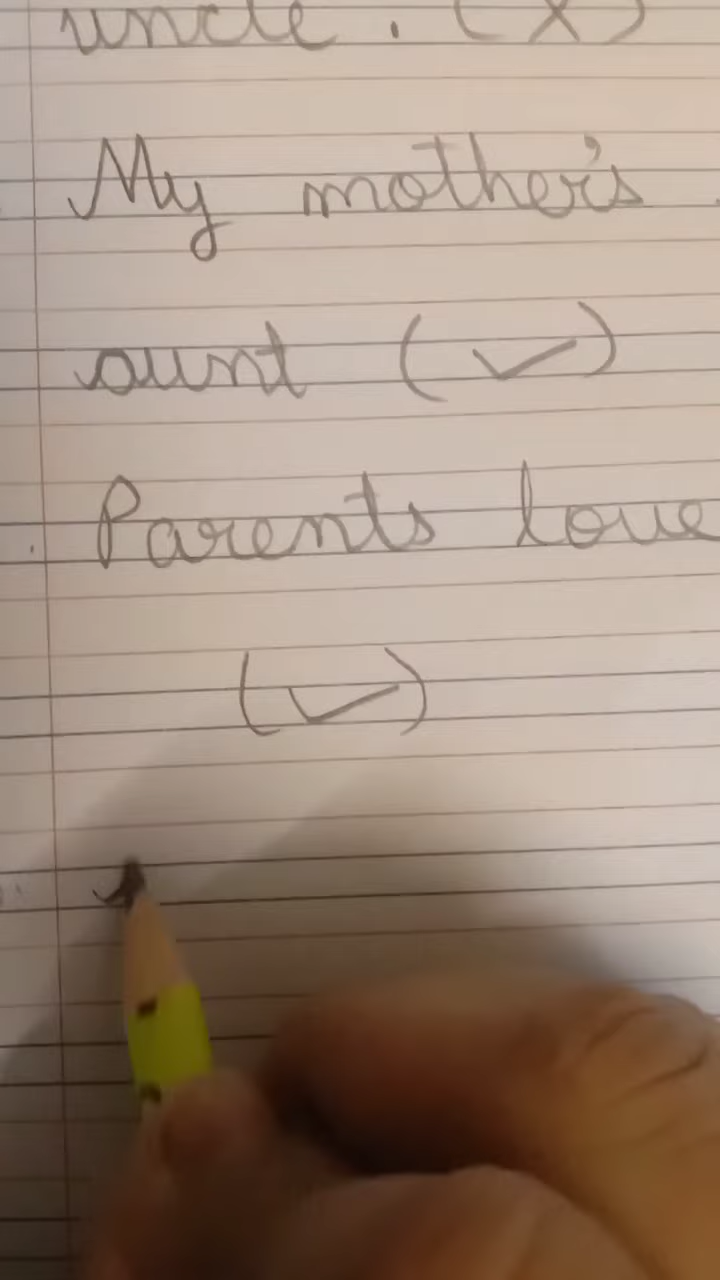 uncle. (X)
My mother's
aunt (✓)
Parents love
(✓)